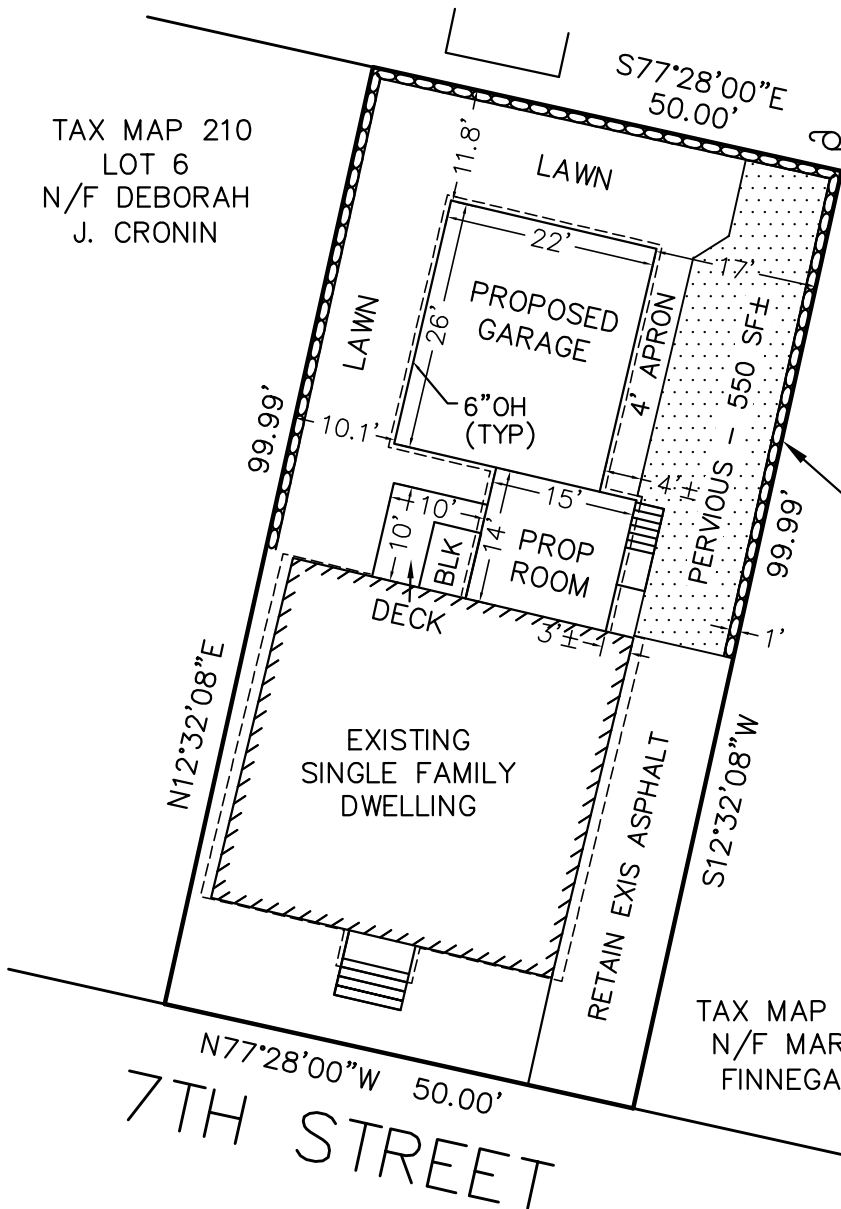 S77°28'00"E
50.00'
TAX MAP 210
LOT 6
N/F DEBORAH
J. CRONIN
11.8'
LAWN
22'
17'
PROPOSED
GARAGE
26'
LAWN
4' APRON
PERVIOUS - 550 SF±
6"OH
(TYP)
99.99'
10.1'
4'±
10'
15'
10'
14'
BLK
PROP
ROOM
99.99'
DECK
3'±
1'
N12°32'08"E
EXISTING
SINGLE FAMILY
DWELLING
RETAIN EXIS ASPHALT
S12°32'08"W
TAX MAP
N/F MAR
FINNEGA
N77°28'00"W 50.00'
7TH STREET